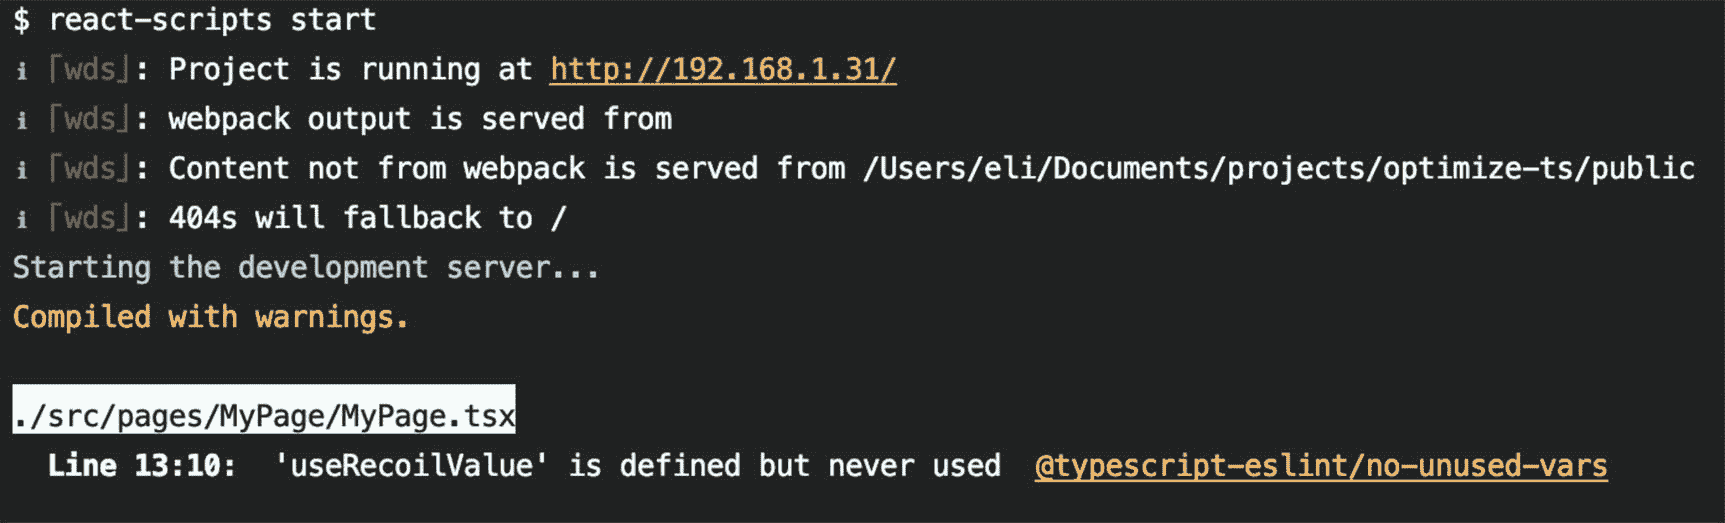 $ react-scripts start
ℹ ｢wds｣: Project is running at http://192.168.1.31/
ℹ ｢wds｣: webpack output is served from
ℹ ｢wds｣: Content not from webpack is served from /Users/eli/Documents/projects/optimize-ts/public
ℹ ｢wds｣: 404s will fallback to /
Starting the development server...
Compiled with warnings.
./src/pages/MyPage/MyPage.tsx
Line 13:10:  'useRecoilValue' is defined but never used  @typescript-eslint/no-unused-vars